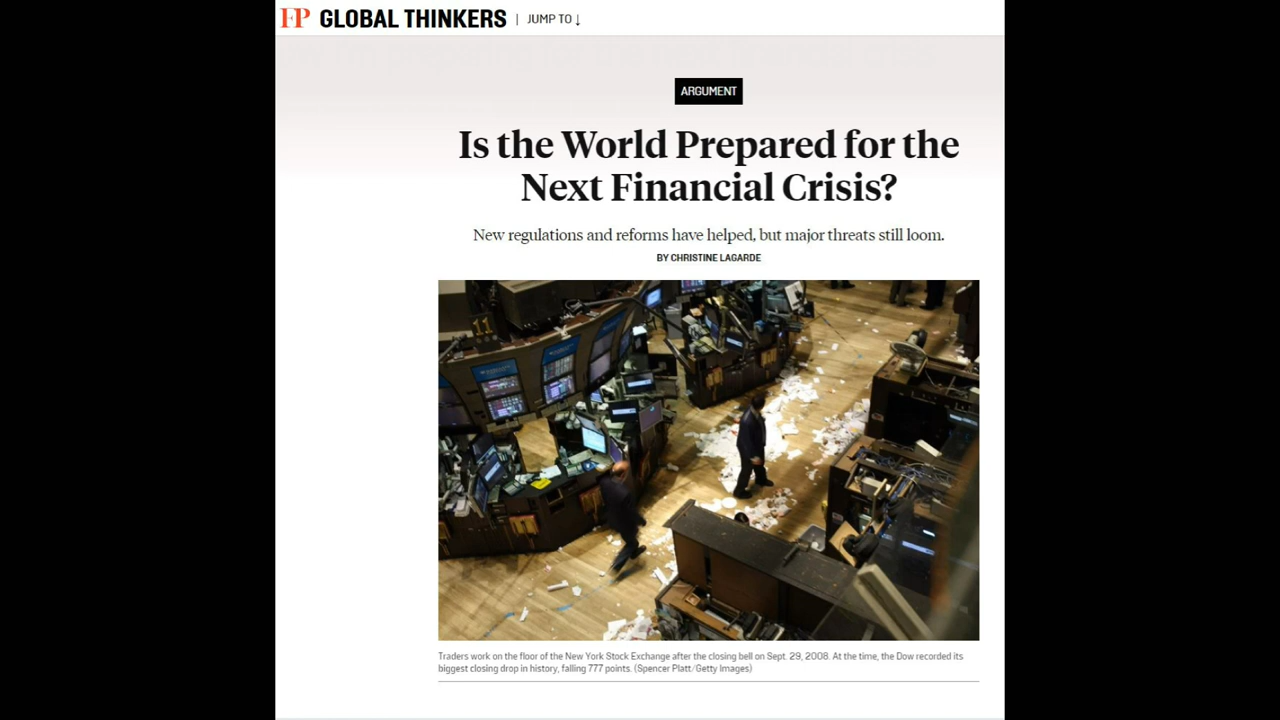 FP GLOBAL THINKERS | JUMP TO ↓
ARGUMENT
Is the World Prepared for the
Next Financial Crisis?
New regulations and reforms have helped, but major threats still loom.
BY CHRISTINE LAGARDE
11
Traders work on the floor of the New York Stock Exchange after the closing bell on Sept. 29, 2008. At the time, the Dow recorded its
biggest closing drop in history, falling 777 points. (Spencer Platt/Getty Images)